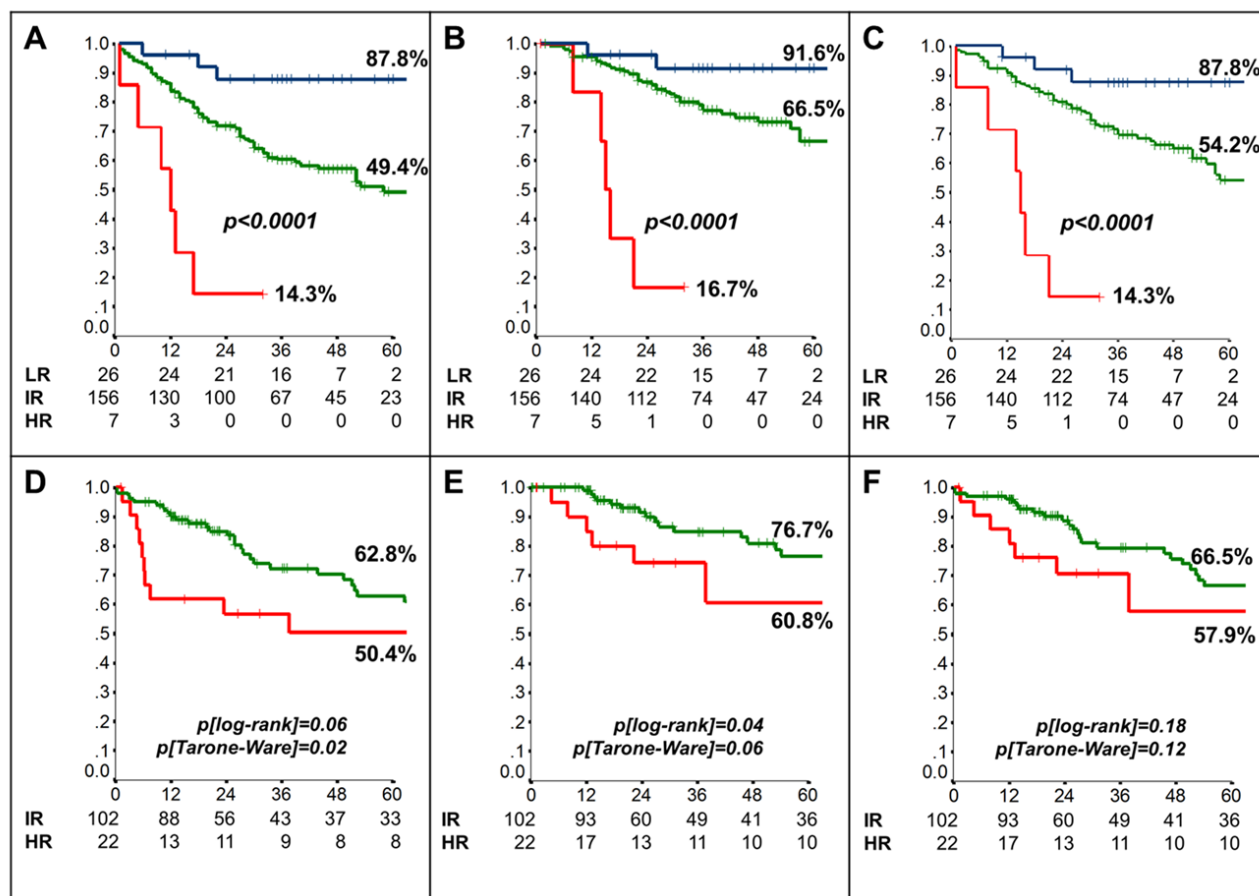 A
1.0
.9
.8
.7
.6
.5
.4
.3
.2
.1
0.0
87.8%
49.4%
p<0.0001
14.3%
0 12 24 36 48 60
LR 26 24 21 16 7 2
IR 156 130 100 67 45 23
HR 7 3 0 0 0 0
B
1.0
.9
.8
.7
.6
.5
.4
.3
.2
.1
0.0
91.6%
66.5%
p<0.0001
16.7%
0 12 24 36 48 60
LR 26 24 22 15 7 2
IR 156 140 112 74 47 24
HR 7 5 1 0 0 0
C
1.0
.9
.8
.7
.6
.5
.4
.3
.2
.1
0.0
87.8%
54.2%
p<0.0001
14.3%
0 12 24 36 48 60
LR 26 24 22 15 7 2
IR 156 140 112 74 47 24
HR 7 5 1 0 0 0
D
1.0
.9
.8
.7
.6
.5
.4
.3
.2
.1
0.0
62.8%
50.4%
p[log-rank]=0.06
p[Tarone-Ware]=0.02
0 12 24 36 48 60
IR 102 88 56 43 37 33
HR 22 13 11 9 8 8
E
1.0
.9
.8
.7
.6
.5
.4
.3
.2
.1
0.0
76.7%
60.8%
p[log-rank]=0.04
p[Tarone-Ware]=0.06
0 12 24 36 48 60
IR 102 93 60 49 41 36
HR 22 17 13 11 10 10
F
1.0
.9
.8
.7
.6
.5
.4
.3
.2
.1
0.0
66.5%
57.9%
p[log-rank]=0.18
p[Tarone-Ware]=0.12
0 12 24 36 48 60
IR 102 93 60 49 41 36
HR 22 17 13 11 10 10